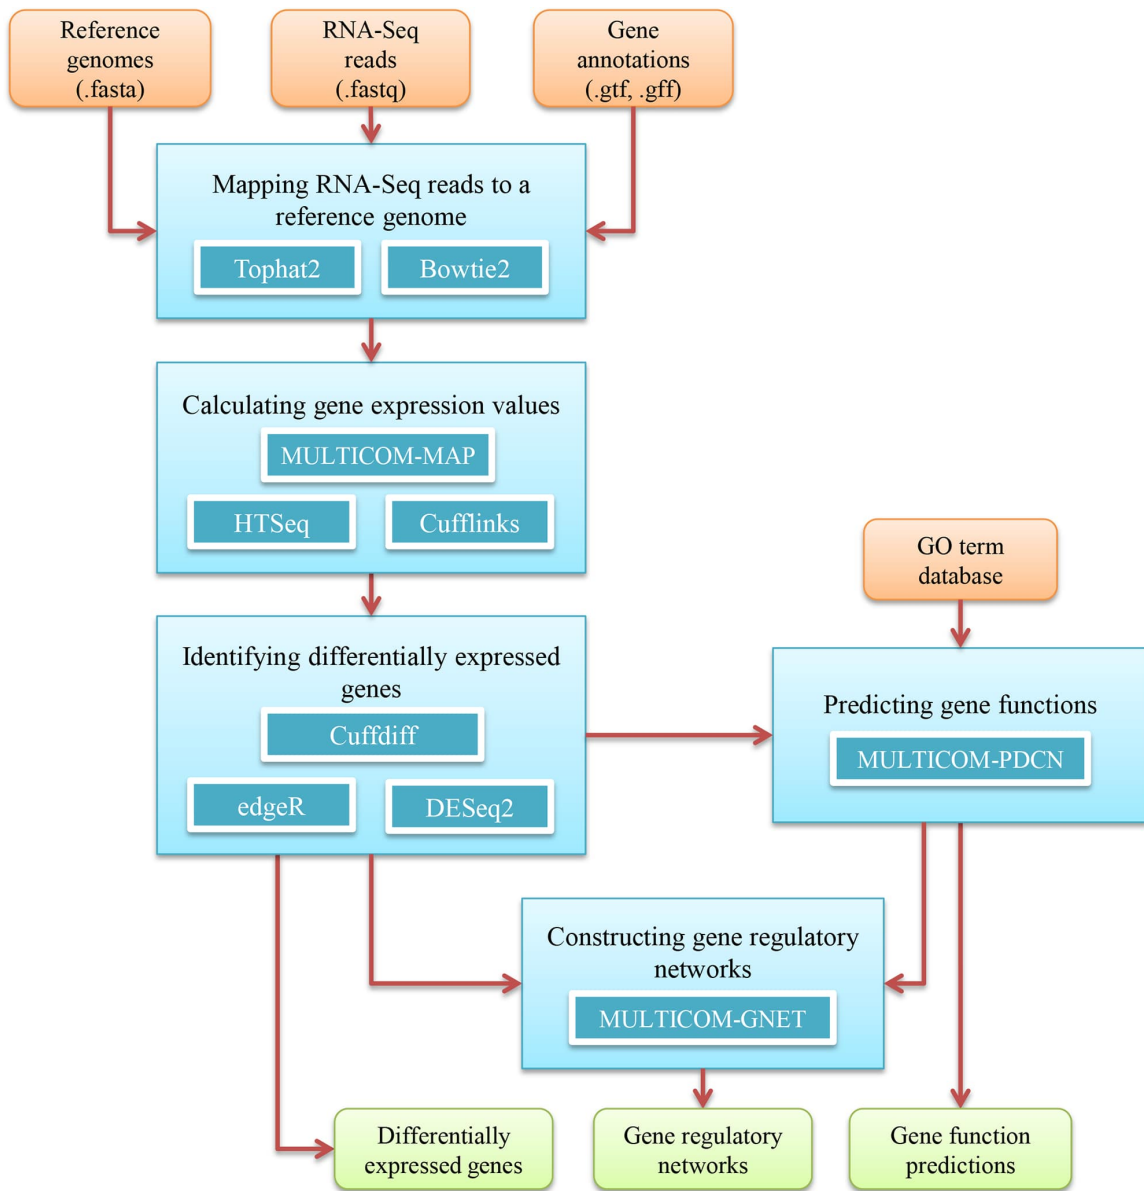 Reference
genomes
(.fasta)
RNA-Seq
reads
(.fastq)
Gene
annotations
(.gtf, .gff)
Mapping RNA-Seq reads to a
reference genome
Tophat2
Bowtie2
Calculating gene expression values
MULTICOM-MAP
HTSeq
Cufflinks
GO term
database
Identifying differentially expressed
genes
Cuffdiff
edgeR
DESeq2
Predicting gene functions
MULTICOM-PDCN
Constructing gene regulatory
networks
MULTICOM-GNET
Differentially
expressed genes
Gene regulatory
networks
Gene function
predictions